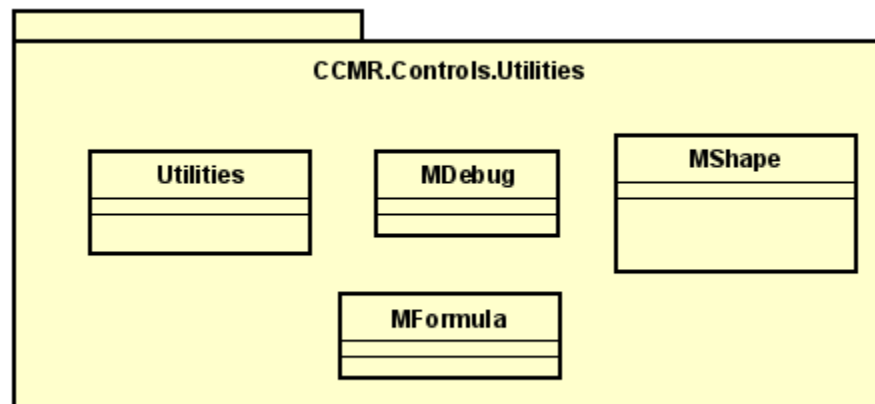 CCMR.Controls.Utilities
Utilities
MDebug
MShape
MFormula